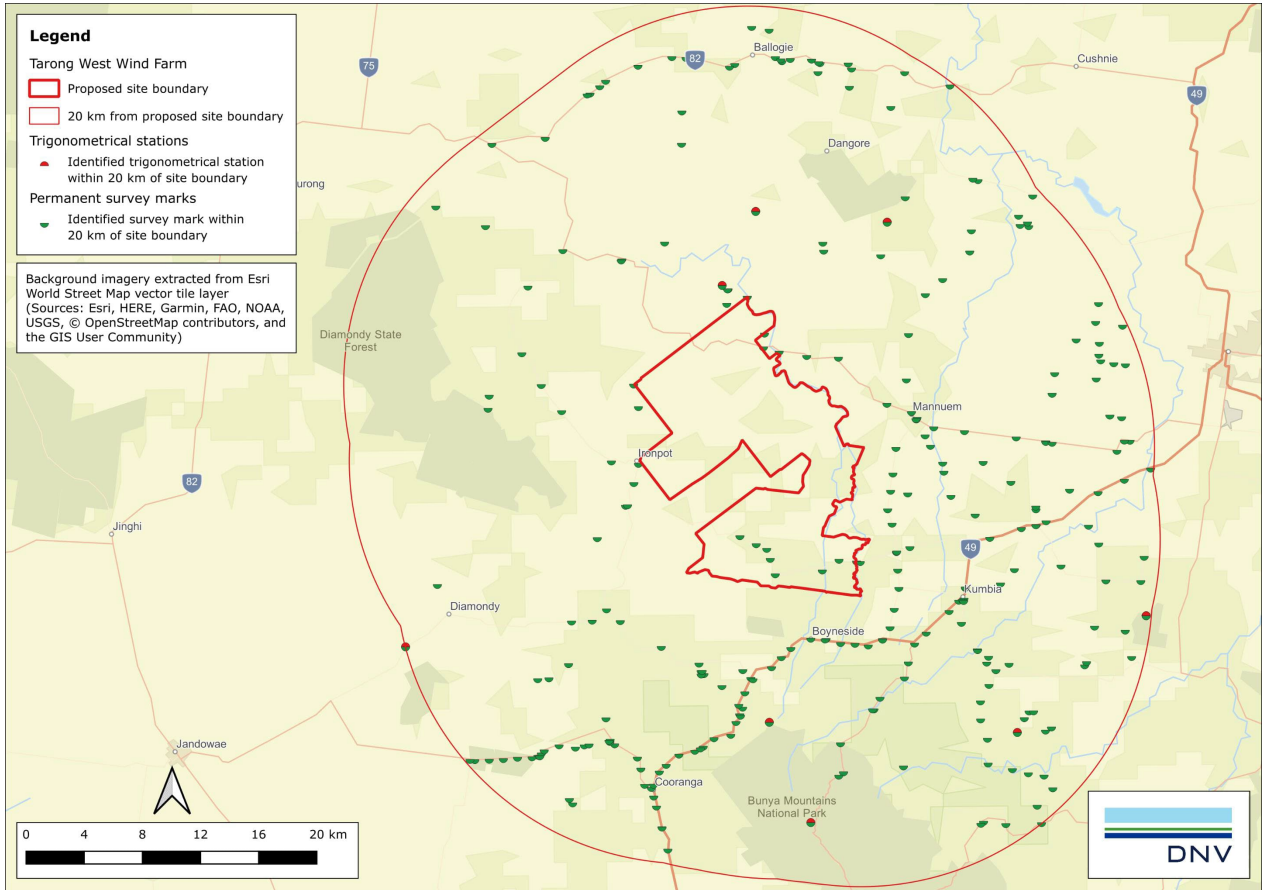 Legend
Tarong West Wind Farm
Proposed site boundary
20 km from proposed site boundary
Trigonometrical stations
Identified trigonometrical station
within 20 km of site boundary
Permanent survey marks
Identified survey mark within
20 km of site boundary
Background imagery extracted from Esri
World Street Map vector tile layer
(Sources: Esri, HERE, Garmin, FAO, NOAA,
USGS, © OpenStreetMap contributors, and
the GIS User Community)
75
82
Ballogie
Cushnie
49
Dangore
urong
Diamondy State
Forest
Mannuem
Ironpot
82
Jinghi
49
Kumbia
Diamondy
Boyneside
Jandowae
Cooranga
Bunya Mountains
National Park
0 4 8 12 16 20 km
DNV